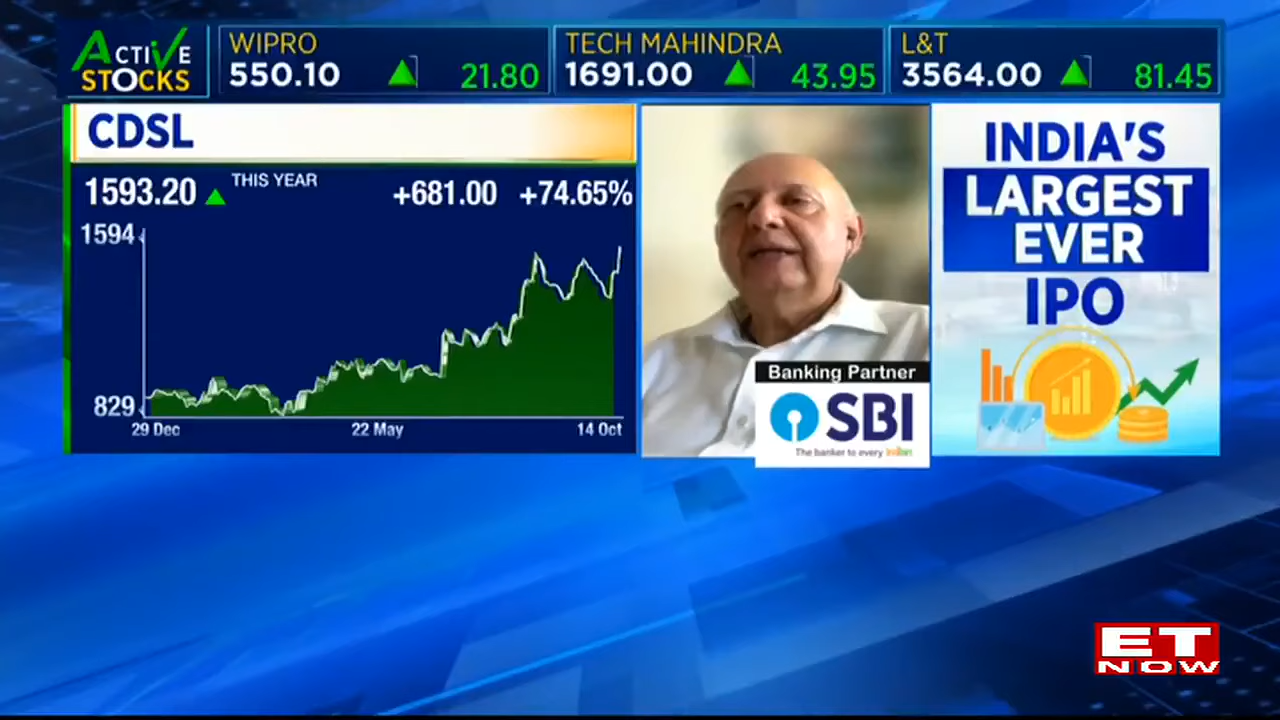 ACTIVE
STOCKS
WIPRO
550.10 21.80
TECH MAHINDRA
1691.00 43.95
L&T
3564.00 81.45
CDSL
1593.20 THIS YEAR +681.00 +74.65%
1594
829
29 Dec 22 May 14 Oct
Banking Partner
SBI
The banker to every indian
INDIA'S
LARGEST
EVER
IPO
ET
NOW